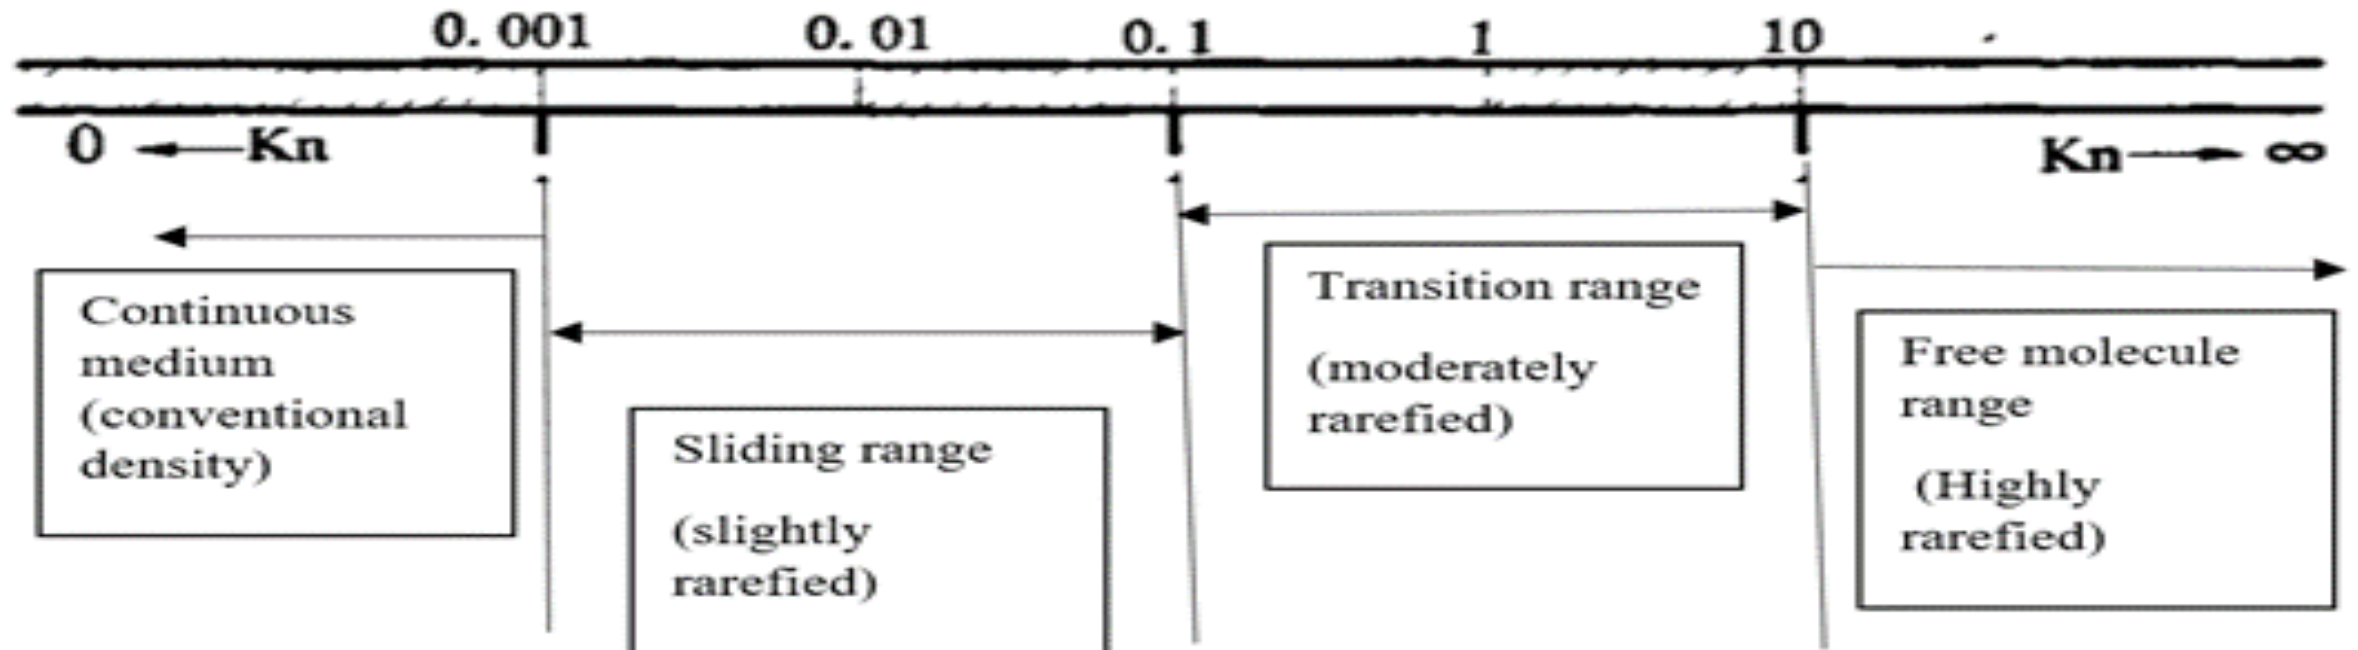 0. 001 0. 01 0. 1 1 10
0 Kn Kn ∞
Continuous
medium
(conventional
density)
Sliding range
(slightly
rarefied)
Transition range
(moderately
rarefied)
Free molecule
range
(Highly
rarefied)